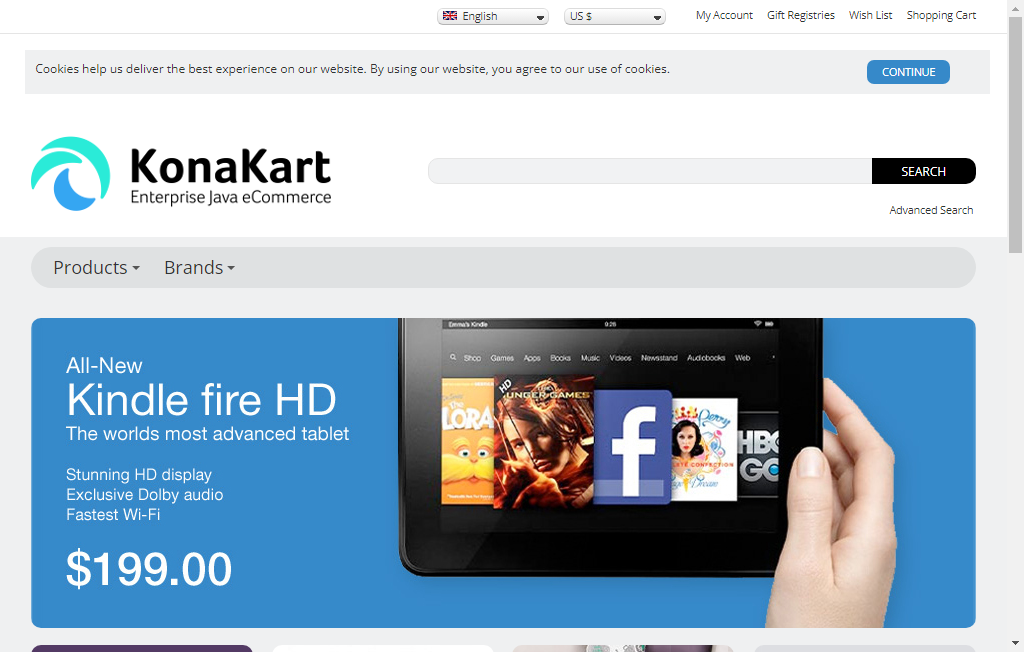 English
US $
My Account
Gift Registries
Wish List
Shopping Cart
Cookies help us deliver the best experience on our website. By using our website, you agree to our use of cookies.
CONTINUE
KonaKart
Enterprise Java eCommerce
SEARCH
Advanced Search
Products
Brands
All-New
Kindle fire HD
The worlds most advanced tablet
Stunning HD display
Exclusive Dolby audio
Fastest Wi-Fi
$199.00
Emma's Kindle
9:26
Shop Games Apps Books Music Videos Newsstand Audiobooks Web
HD
HUNGER GAMES
f
HBO
GO